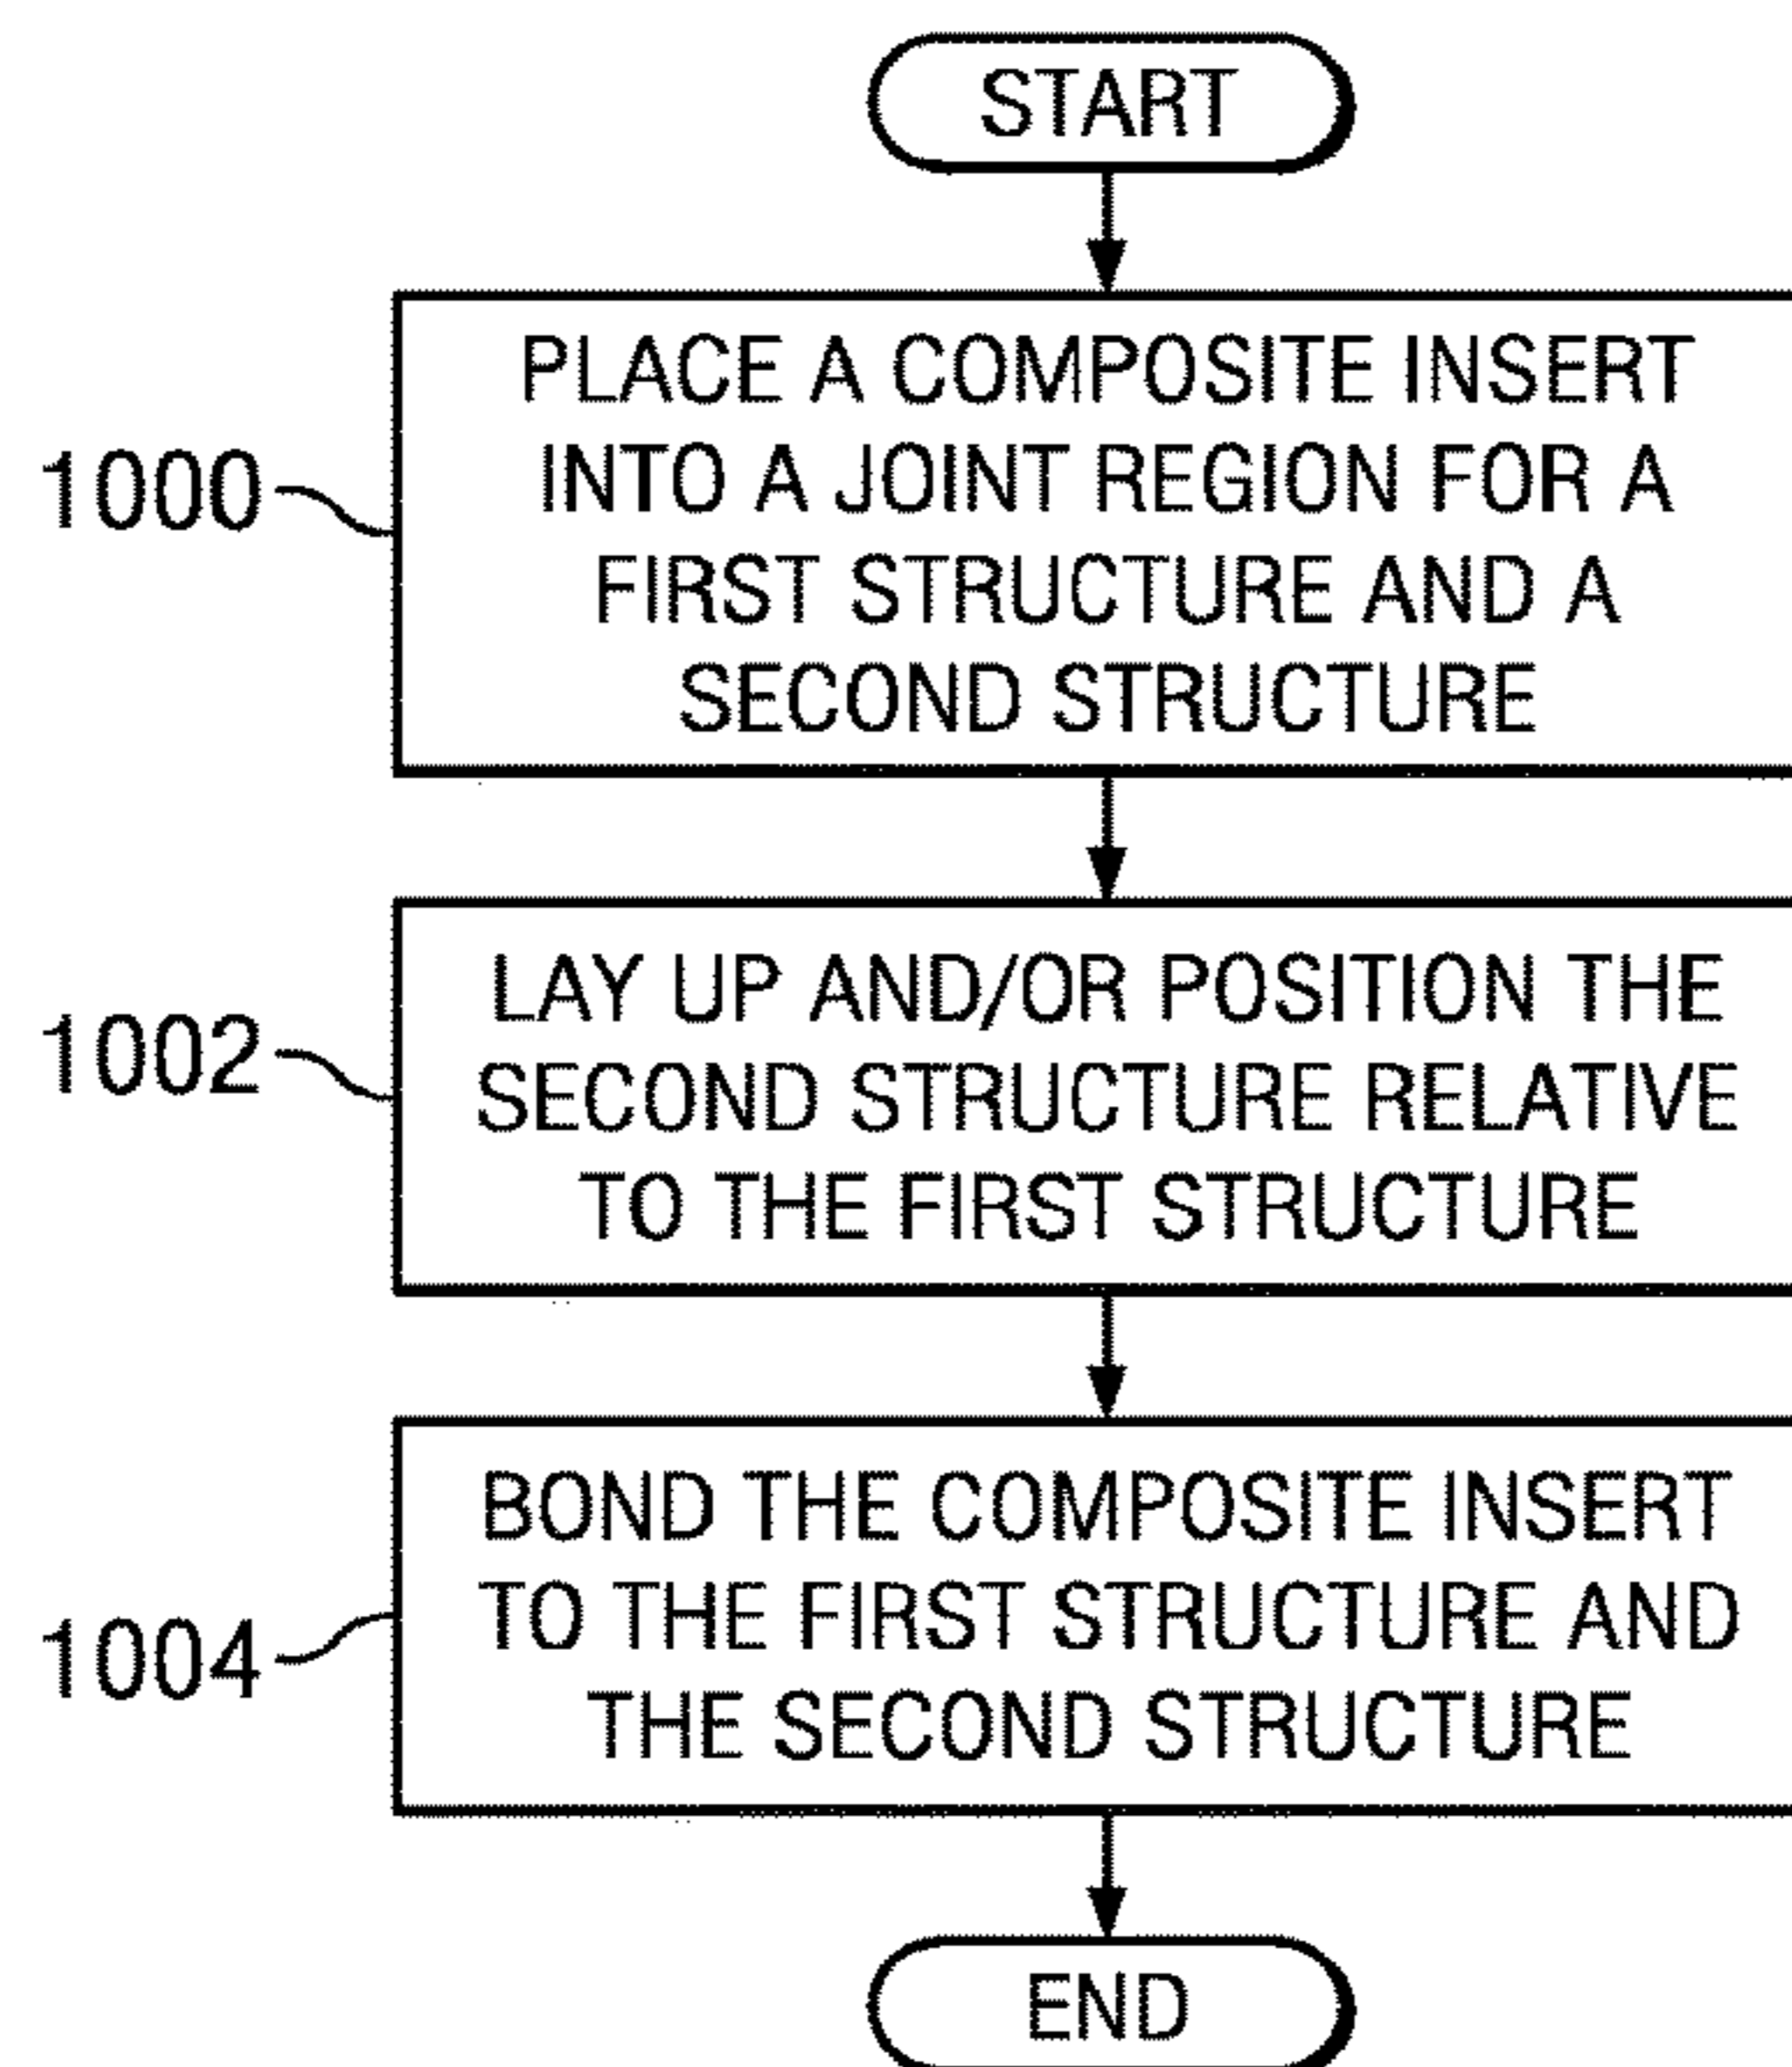 START
PLACE A COMPOSITE INSERT
INTO A JOINT REGION FOR A
FIRST STRUCTURE AND A
SECOND STRUCTURE
1000
LAY UP AND/OR POSITION THE
SECOND STRUCTURE RELATIVE
TO THE FIRST STRUCTURE
1002
BOND THE COMPOSITE INSERT
TO THE FIRST STRUCTURE AND
THE SECOND STRUCTURE
1004
END